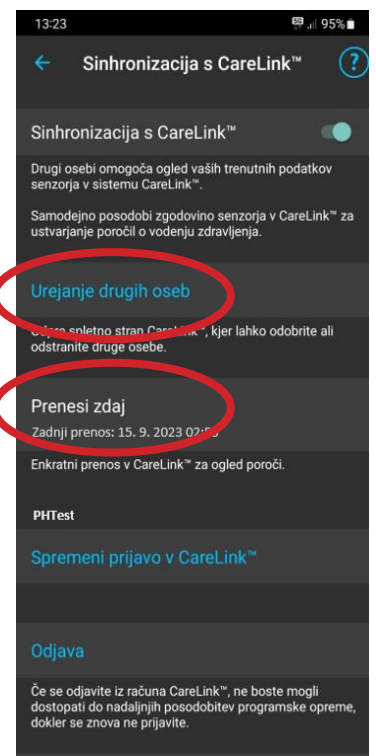 13:23
5G 95%
Sinhronizacija s CareLink™
?
Sinhronizacija s CareLink™
Drugi osebi omogoča ogled vaših trenutnih podatkov
senzorja v sistemu CareLink™.
Samodejno posodobi zgodovino senzorja v CareLink™ za
ustvarjanje poročil o vodenju zdravljenja.
Urejanje drugih oseb
spletno stran CareLink™, kjer lahko odobrite ali
odstranite druge osebe.
Prenesi zdaj
Zadnji prenos: 15. 9. 2023
Enkratni prenos v CareLink™ za ogled poroči.
PHTest
Spremeni prijavo v CareLink™
Odjava
Če se odjavite iz računa CareLink™, ne boste mogli
dostopati do nadaljnjih posodobitev programske opreme,
dokler se znova ne prijavite.